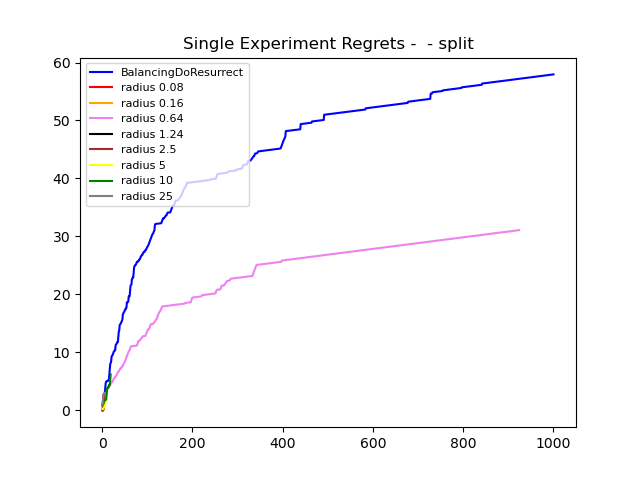 Single Experiment Regrets -  - split
60
50
40
30
20
10
0
BalancingDoResurrect
radius 0.08
radius 0.16
radius 0.64
radius 1.24
radius 2.5
radius 5
radius 10
radius 25
0 200 400 600 800 1000